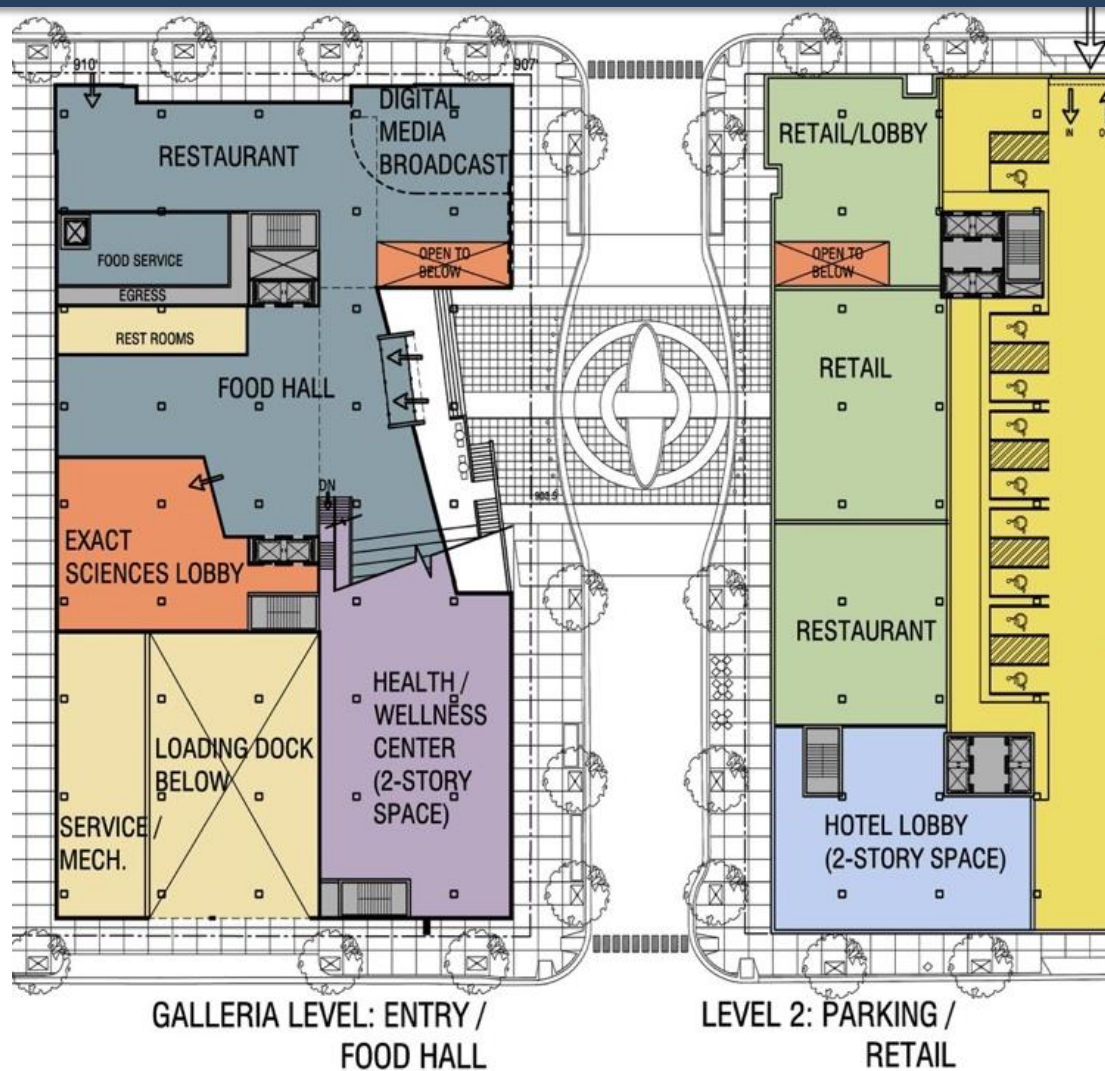 910'
907'
DIGITAL
MEDIA
BROADCAST
RESTAURANT
FOOD SERVICE
OPEN TO
BELOW
EGRESS
REST ROOMS
FOOD HALL
DN
EXACT
SCIENCES LOBBY
HEALTH /
WELLNESS
CENTER
(2-STORY
SPACE)
LOADING DOCK
BELOW
SERVICE /
MECH.
RETAIL/LOBBY
IN
OPEN TO
BELOW
RETAIL
RESTAURANT
HOTEL LOBBY
(2-STORY SPACE)
GALLERIA LEVEL: ENTRY /
FOOD HALL
LEVEL 2: PARKING /
RETAIL